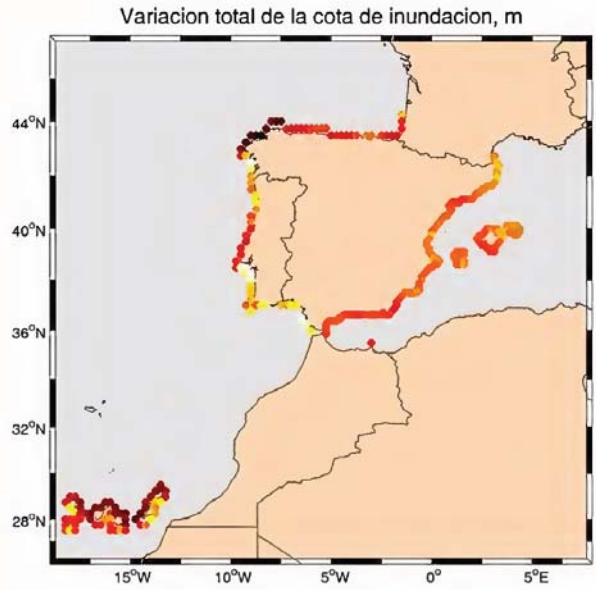 Variacion total de la cota de inundacion, m
44°N
40°N
36°N
32°N
28°N
15°W 10°W 5°W 0° 5°E